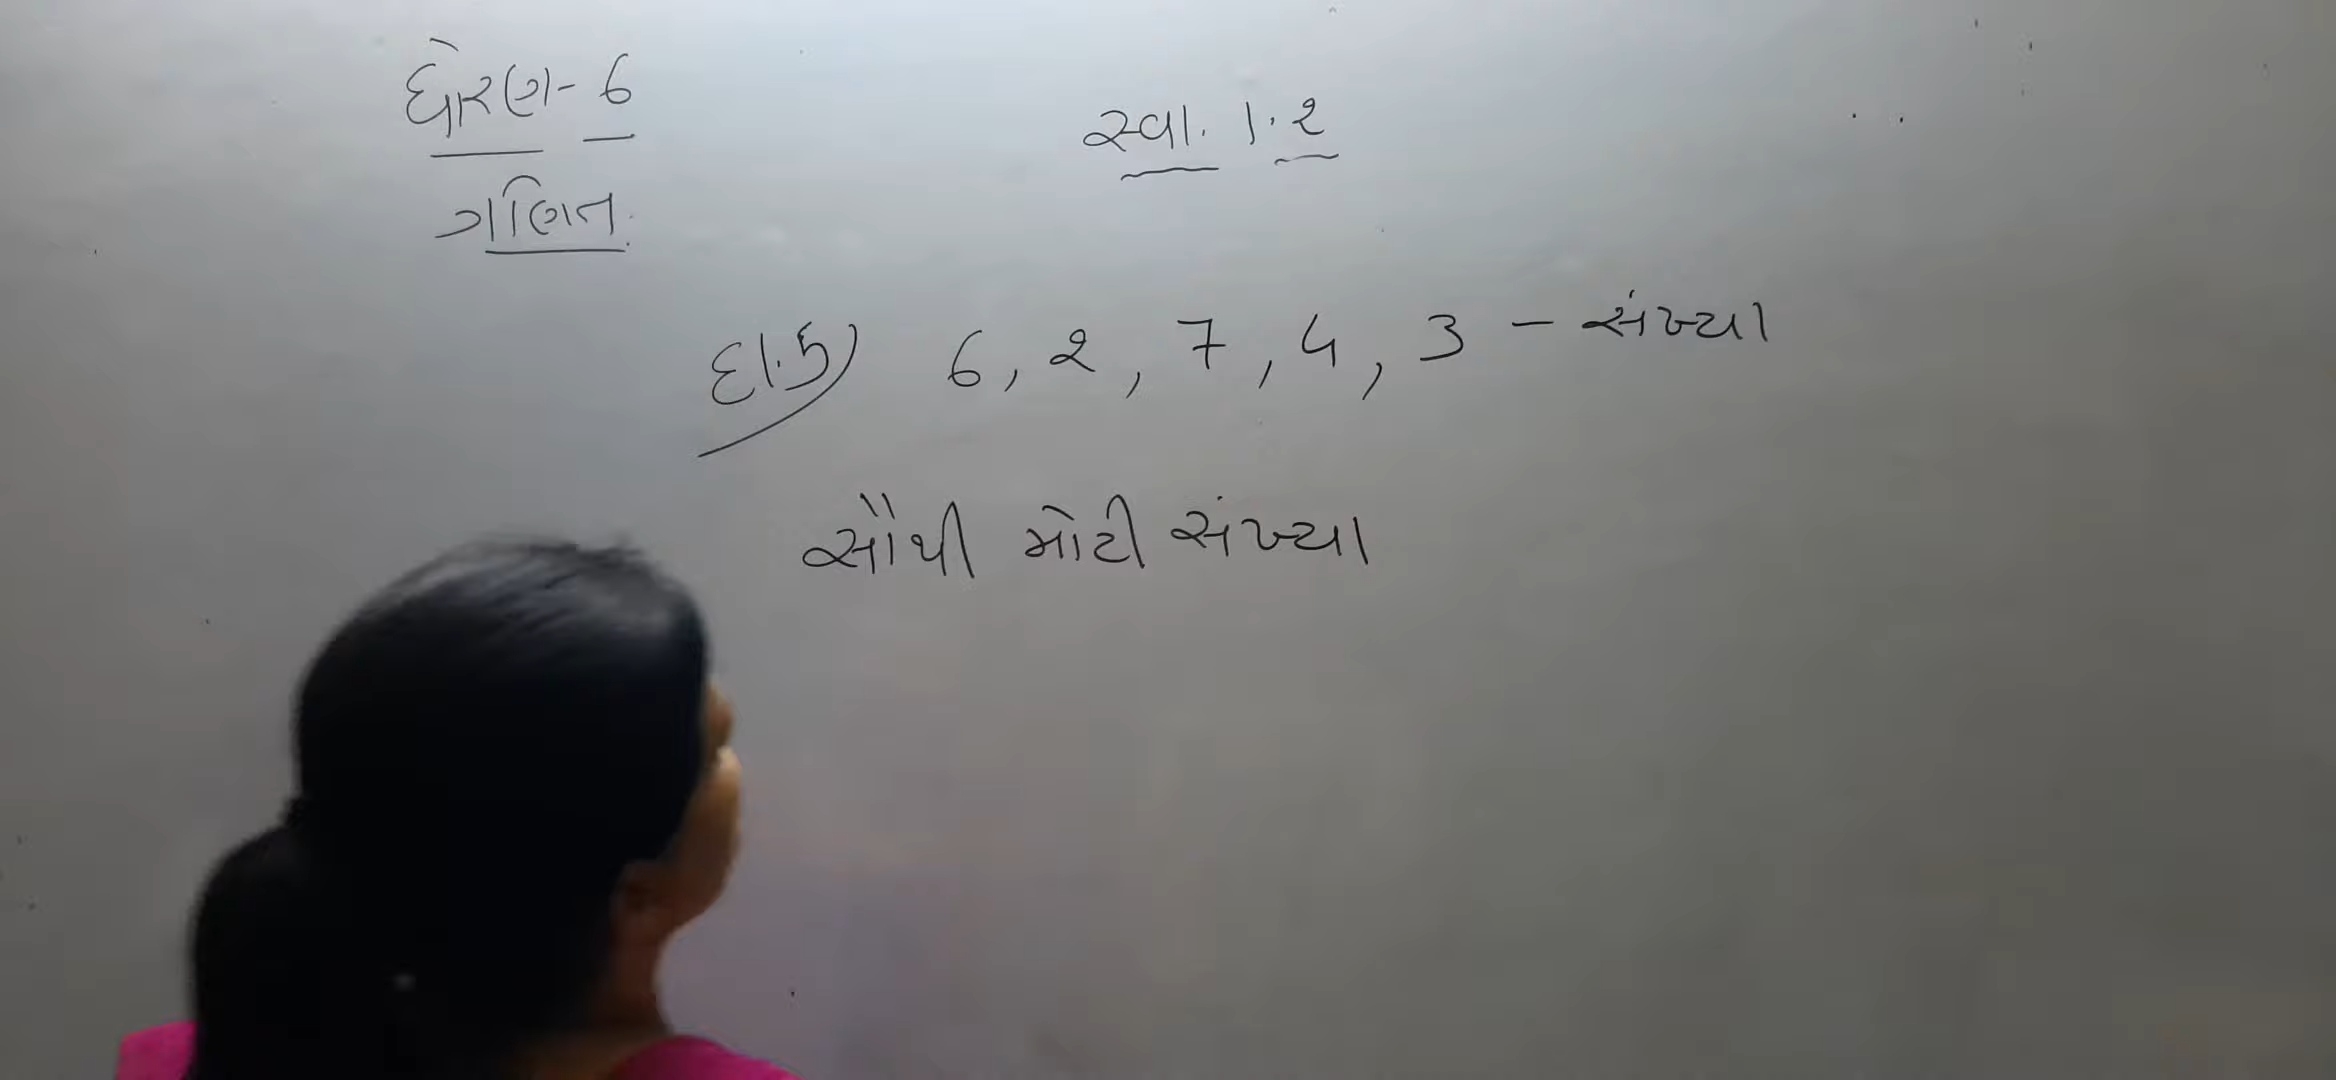 ધોરણ - 6
ગણિત.
સ્વા. 1.2
દા.5) 6, 2, 7, 4, 3 - સંખ્યા
સૌથી મોટી સંખ્યા